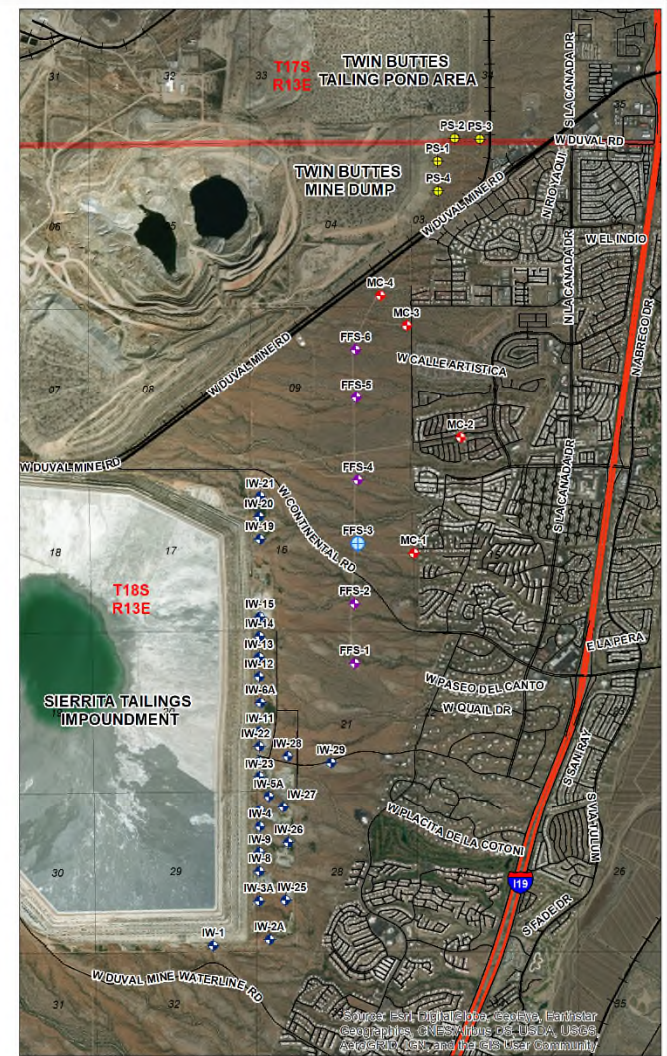 31
32
33
T17S
R13E
TWIN BUTTES
TAILING POND AREA
34
S LA CANADA DR
35
PS-2
PS-3
W DUVAL RD
PS-1
TWIN BUTTES
MINE DUMP
PS-4
N RIO YAQUI
06
05
04
03
W DUVAL MINE RD
W EL INDIO
N LA CANADA DR
MC-4
MC-3
N ABREGO DR
W DUVAL MINE RD
FFS-6
W CALLE ARTISTICA
07
08
09
FFS-5
MC-2
W DUVAL MINE RD
FFS-4
S LA CANADA DR
IW-21
IW-20
W CONTINENTAL RD
IW-19
FFS-3
18
17
16
MC-1
T18S
R13E
FFS-2
IW-15
IW-14
IW-13
E LA PERA
FFS-1
IW-12
W PASEO DEL CANTO
IW-6A
SIERRITA TAILINGS
IMPOUNDMENT
W QUAIL DR
IW-11
21
IW-22
IW-28
IW-29
S SAN RAY
IW-23
IW-5A
IW-27
S VIA TULUM
IW-4
W PLACITA DE LA COTONI
IW-26
IW-9
IW-8
30
29
28
27
26
I19
IW-3A
IW-25
S FADE DR
IW-1
IW-2A
W DUVAL MINE WATERLINE RD
31
32
33
35
Source: Esri, DigitalGlobe, GeoEye, Earthstar
Geographics, CNES/Airbus DS, USDA, USGS,
AeroGRID, IGN, and the GIS User Community